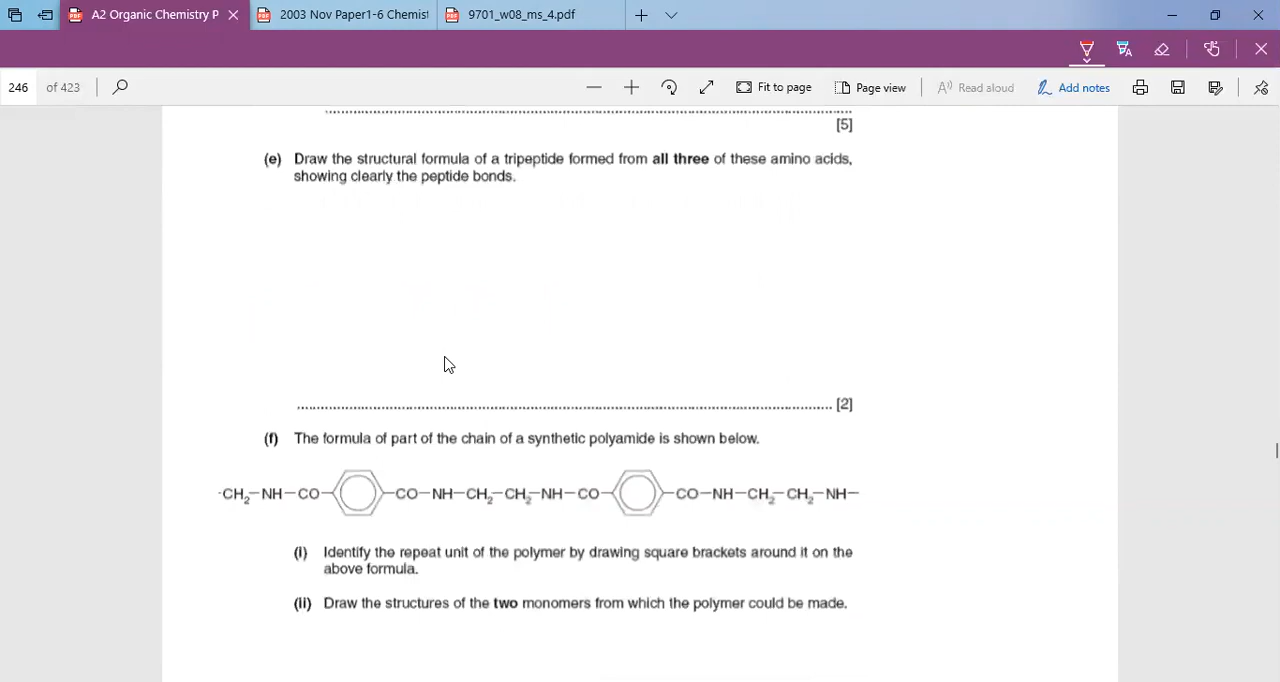 A2 Organic Chemistry P
2003 Nov Paper1-6 Chemist
9701_w08_ms_4.pdf
246 of 423
Fit to page
Page view
Read aloud
Add notes
[5]
(e) Draw the structural formula of a tripeptide formed from all three of these amino acids,
showing clearly the peptide bonds.
[2]
(f) The formula of part of the chain of a synthetic polyamide is shown below.
-CH2-NH-CO- -CO-NH-CH2-CH2-NH-CO- -CO-NH-CH2-CH2-NH-
(i) Identify the repeat unit of the polymer by drawing square brackets around it on the
above formula.
(ii) Draw the structures of the two monomers from which the polymer could be made.